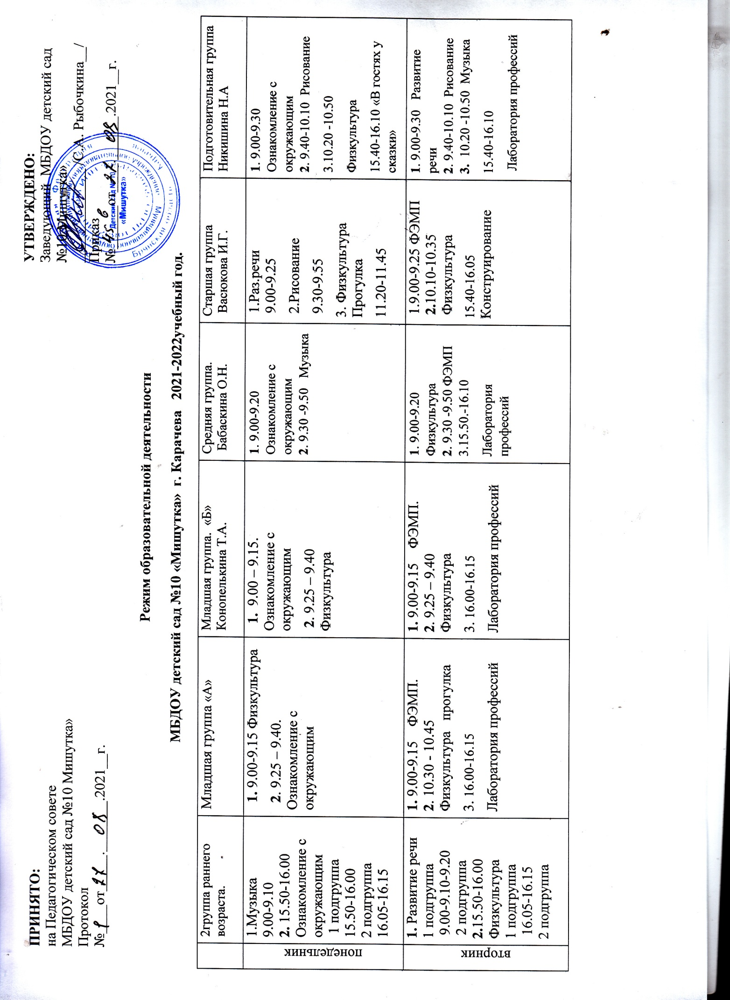 ПРИНЯТО:
на Педагогическом совете
МБДОУ детский сад №10 Мишутка»
Протокол
№ 1 от 27 . 08 .2021 г.
УТВЕРЖДЕНО:
Заведующий МБДОУ детский сад
№10 «Мишутка»
/С.А. Рыбочкина /
Приказ
№ 45 в от 27. 08 .2021 г.
Детский сад № 10
«Мишутка»
Режим образовательной деятельности
МБДОУ детский сад №10 «Мишутка» г. Карачева 2021-2022учебный год.
2группа раннего
возраста.
Младшая группа «А»
Младшая группа. «Б»
Конопелькина Т.А.
Средняя группа.
Бабаскина О.Н.
Старшая группа
Васюкова И.Г.
Подготовительная группа
Никишина Н.А
понедельник
1.Музыка
9.00-9.10
2. 15.50-16.00
Ознакомление с
окружающим
1 подгруппа
15.50-16.00
2 подгруппа
16.05-16.15
1. 9.00-9.15 Физкультура
2. 9.25 – 9.40.
Ознакомление с
окружающим
1. 9.00 – 9.15.
Ознакомление с
окружающим
2. 9.25 – 9.40
Физкультура
1. 9.00-9.20
Ознакомление с
окружающим
2. 9.30 -9.50 Музыка
1.Раз.речи
9.00-9.25
2.Рисование
9.30-9.55
3. Физкультура
Прогулка
11.20-11.45
1. 9.00-9.30
Ознакомление с
окружающим
2. 9.40-10.10 Рисование
3.10.20 -10.50
Физкультура
15.40-16.10 «В гостях у
сказки»
вторник
1. Развитие речи
1 подгруппа
9.00-9.10-9.20
2 подгруппа
2.15.50-16.00
Физкультура
1 подгруппа
16.05-16.15
2 подгруппа
1. 9.00-9.15 ФЭМП.
2. 10.30 - 10.45
Физкультура прогулка
3. 16.00-16.15
Лаборатория профессий
1. 9.00-9.15 ФЭМП.
2. 9.25 – 9.40
Физкультура
3. 16.00-16.15
Лаборатория профессий
1. 9.00-9.20
Физкультура
2. 9.30 -9.50 ФЭМП
3.15.50.-16.10
Лаборатория
профессий
1.9.00-9.25 ФЭМП
2.10.10-10.35
Физкультура
15.40-16.05
Конструирование
1. 9.00-9.30 Развитие
речи
2. 9.40-10.10 Рисование
3. 10.20 -10.50 Музыка
15.40-16.10
Лаборатория профессий